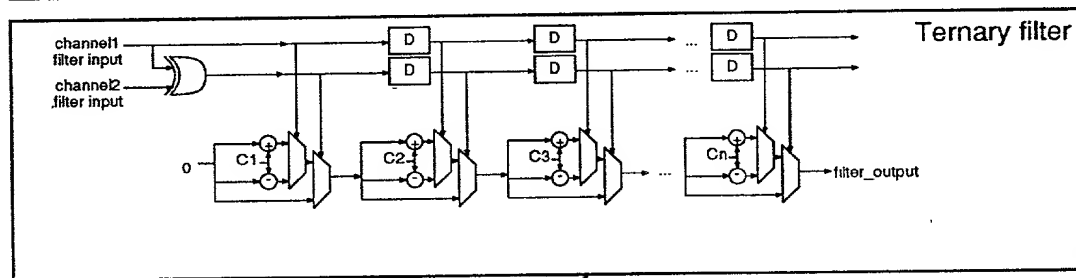 Ternary filter
channel1
filter input
channel2
.filter input
D
D
...
D
D
D
...
D
0
C1
+
-
C2
+
-
C3
+
-
...
Cn
+
-
filter_output